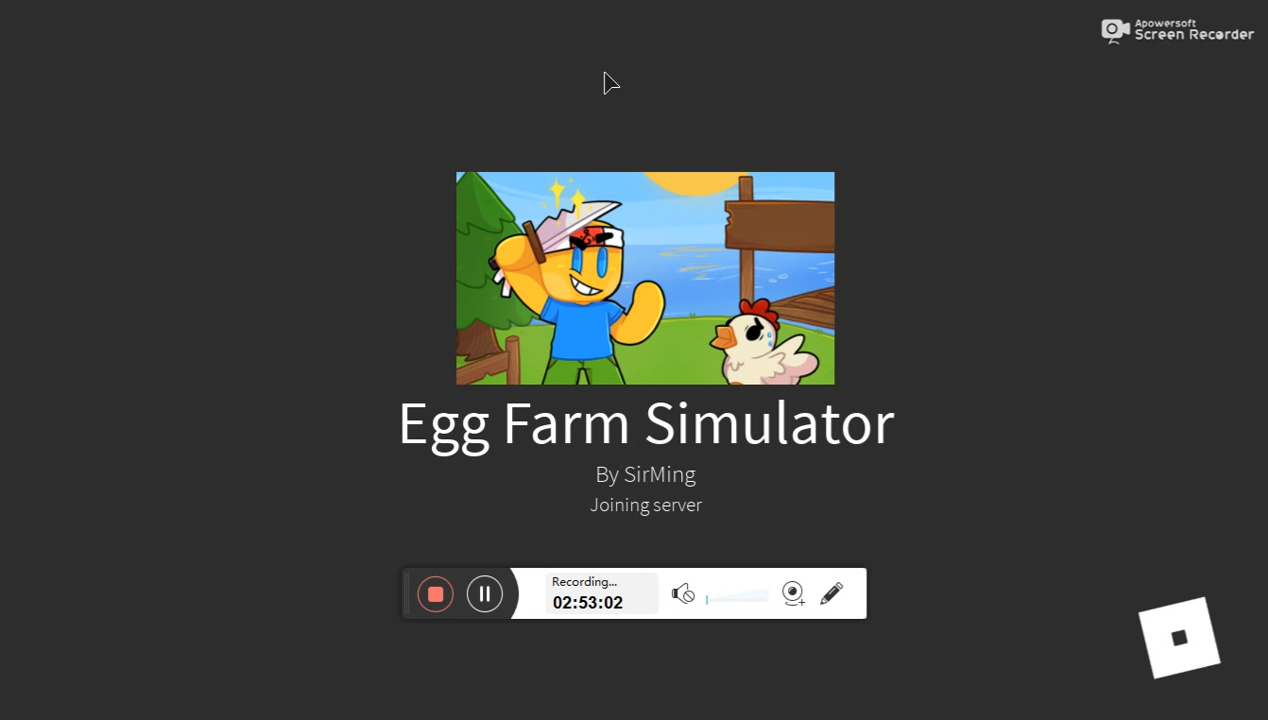 Apowersoft
Screen Recorder
Egg Farm Simulator
By SirMing
Joining server
Recording...
02:53:02